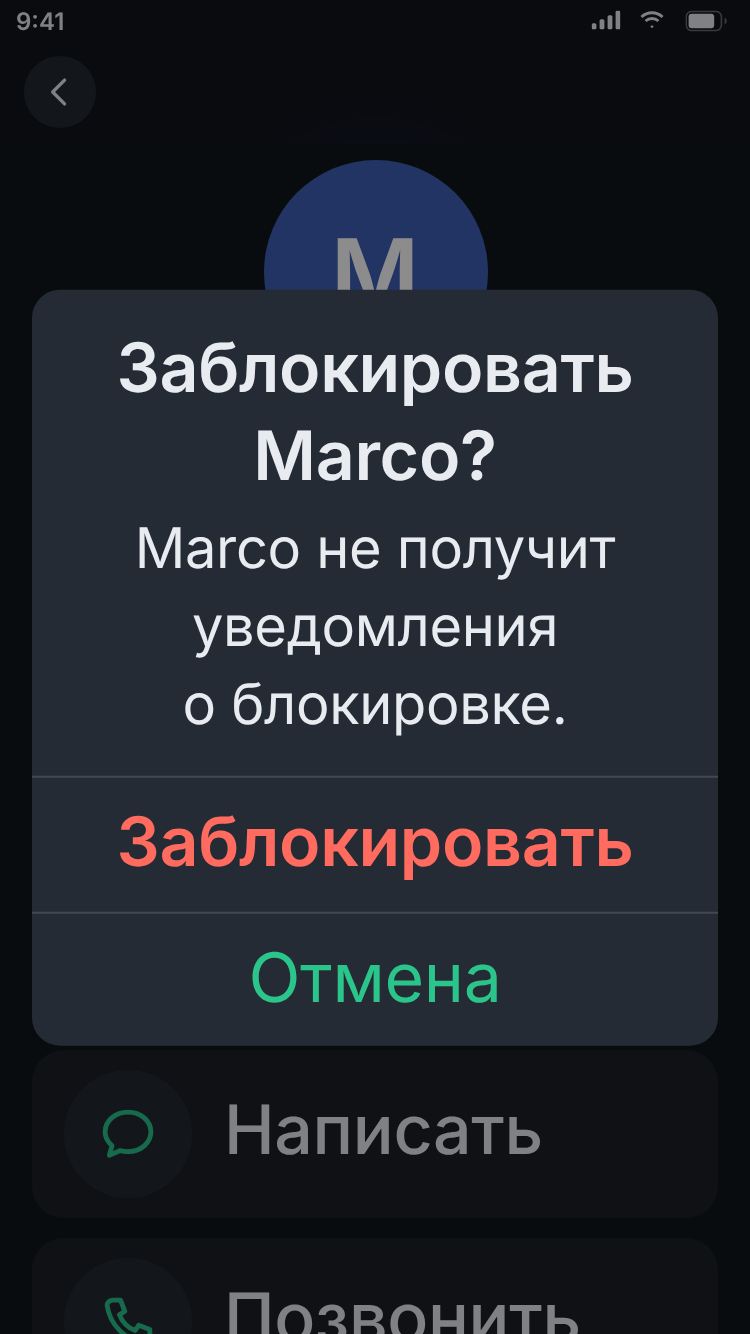 9:41
M
Заблокировать
Marco?
Marco не получит
уведомления
о блокировке.
Заблокировать
Отмена
Написать
Позвонить